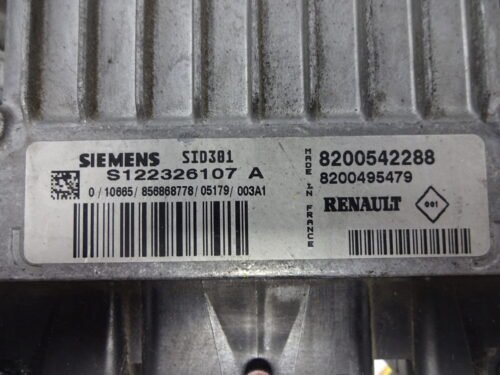 SIEMENS SID301
S122326107 A
0 / 10665 / 856868778 / 05179 / 003A1
MADE IN FRANCE
8200542288
8200495479
RENAULT
001